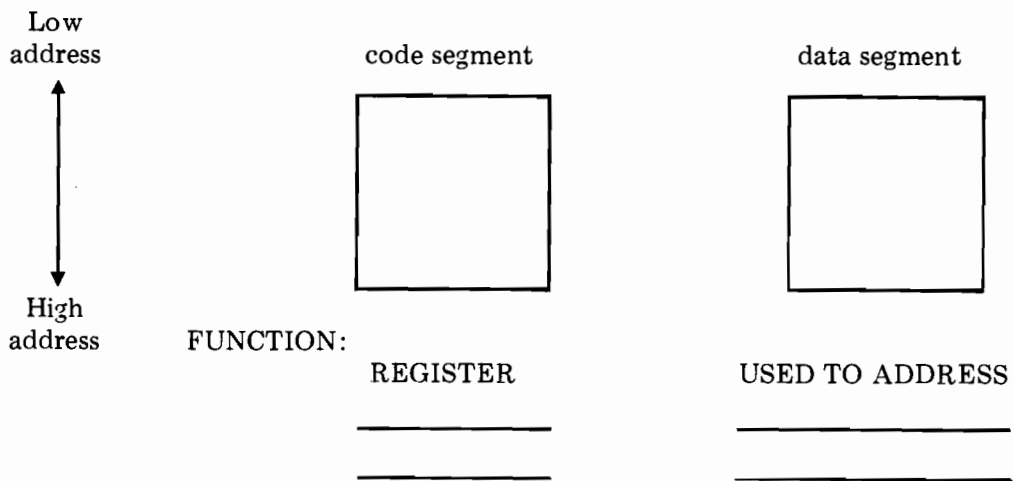 Low
address
code segment
data segment
High
address
FUNCTION:
REGISTER
USED TO ADDRESS